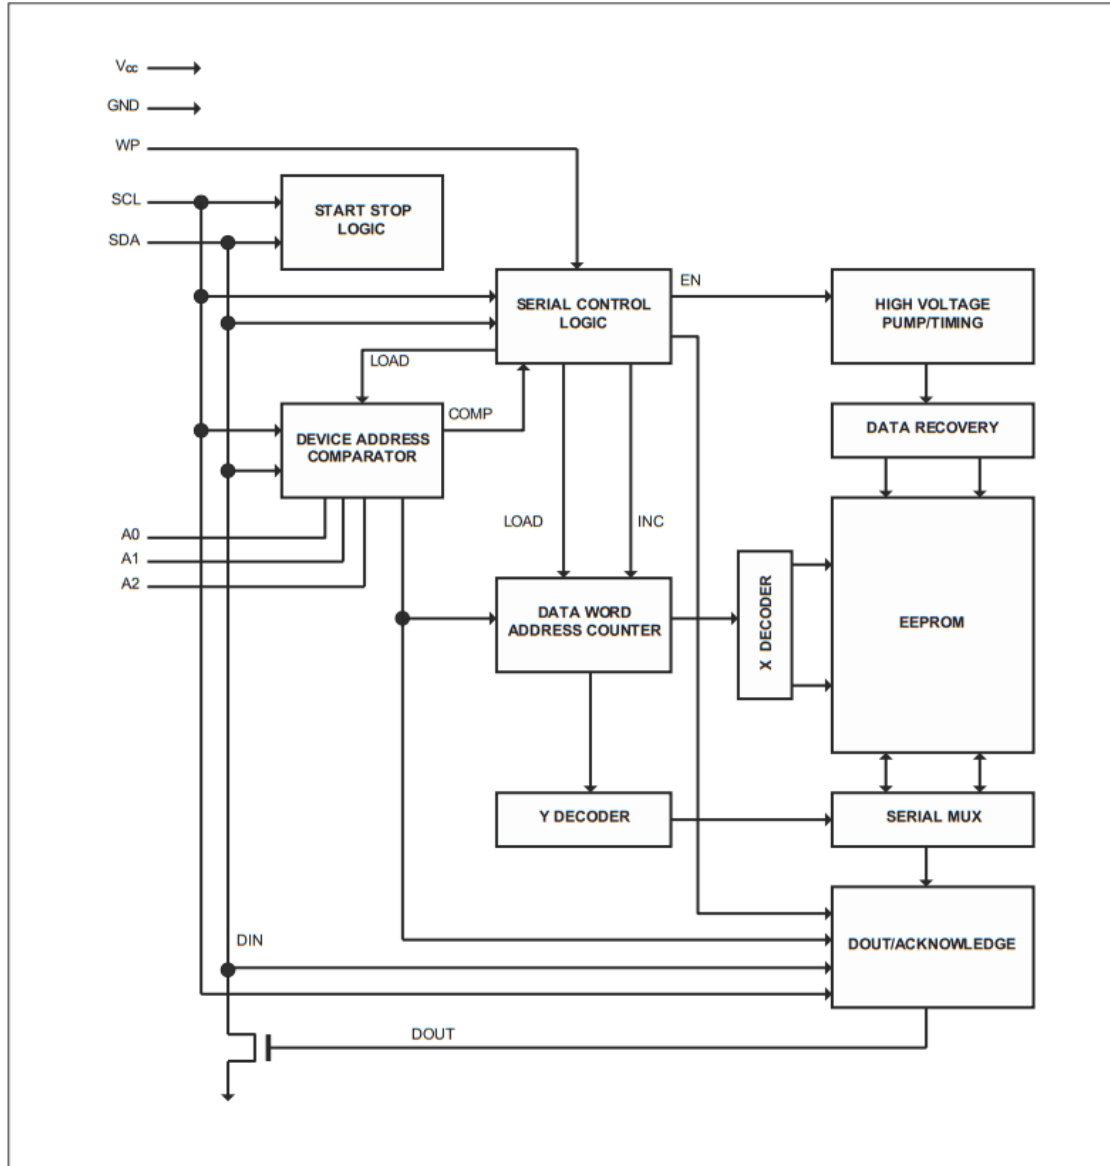 Vcc
GND
WP
SCL
SDA
START STOP
LOGIC
SERIAL CONTROL
LOGIC
EN
HIGH VOLTAGE
PUMP/TIMING
LOAD
COMP
DEVICE ADDRESS
COMPARATOR
DATA RECOVERY
A0
A1
A2
LOAD
INC
DATA WORD
ADDRESS COUNTER
X DECODER
EEPROM
Y DECODER
SERIAL MUX
DIN
DOUT/ACKNOWLEDGE
DOUT